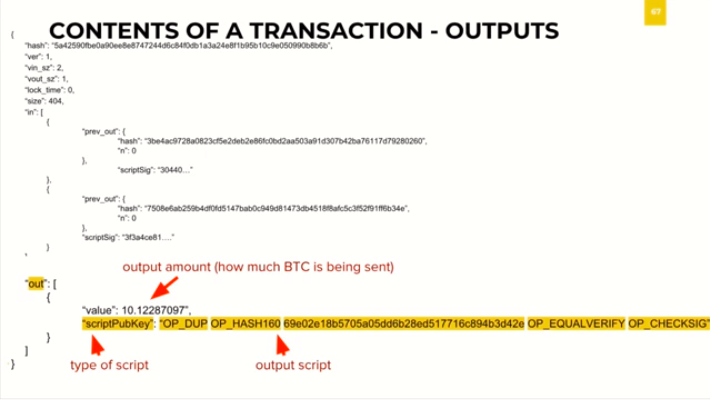 67
CONTENTS OF A TRANSACTION - OUTPUTS
{
"hash": "5a42590fbe0a90ee8e8747244d6c84f0db1a3a24e8f1b95b10c9e050990b8b6b",
"ver": 1,
"vin_sz": 2,
"vout_sz": 1,
"lock_time": 0,
"size": 404,
"in": [
{
"prev_out": {
"hash": "3be4ac9728a0823cf5e2deb2e86fc0bd2aa503a91d307b42ba76117d79280260",
"n": 0
},
"scriptSig": "30440..."
},
{
"prev_out": {
"hash": "7508e6ab259b4df0fd5147bab0c949d81473db4518f8afc5c3f52f91ff6b34e",
"n": 0
},
"scriptSig": "3f3a4ce81...."
}
,
output amount (how much BTC is being sent)
"out": [
{
"value": 10.12287097",
"scriptPubKey": "OP_DUP OP_HASH160 69e02e18b5705a05dd6b28ed517716c894b3d42e OP_EQUALVERIFY OP_CHECKSIG"
}
]
type of script output script
}